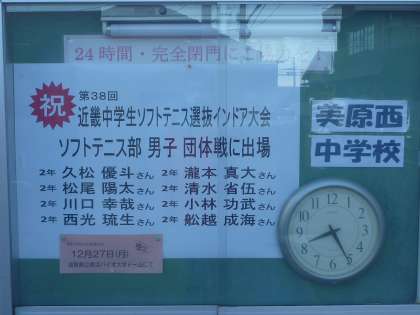 24時間・完全閉門に
祝
第38回
近畿中学生ソフトテニス選抜インドア大会
ソフトテニス部 男子 団体戦に出場
2年 久松 優斗さん 2年 瀧本 真大さん
2年 松尾 陽太さん 2年 清水 省伍さん
2年 川口 幸哉さん 2年 小林 功武さん
2年 西光 琉生さん 2年 舩越 成海さん
12月27日(月)
美原西
中学校